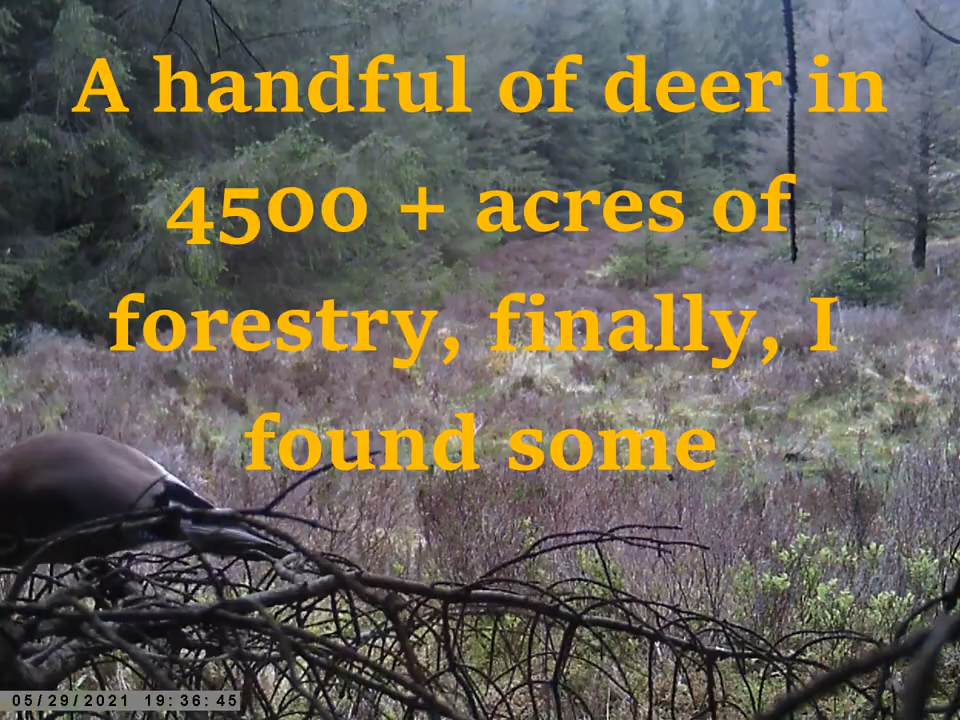 A handful of deer in
4500 + acres of
forestry, finally, I
found some
05/29/2021 19:36:45